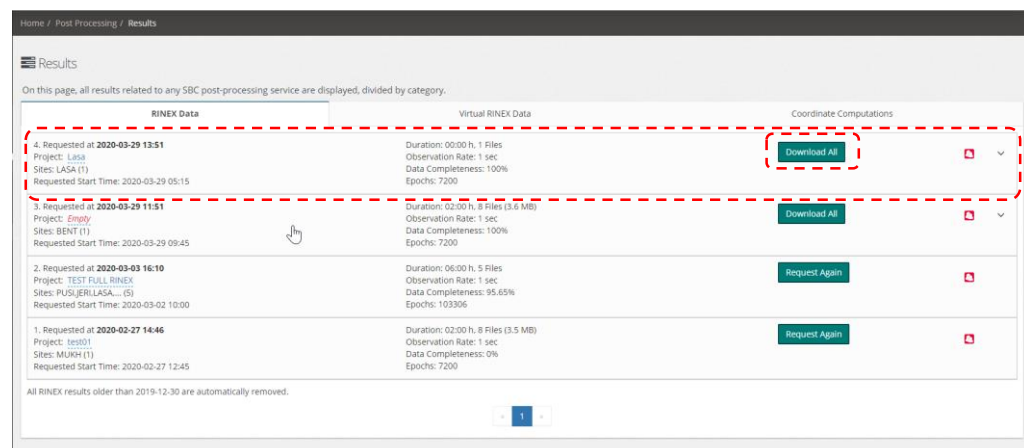 Home / Post Processing / Results
Results
On this page, all results related to any SBC post-processing service are displayed, divided by category.
RINEX Data
Virtual RINEX Data
Coordinate Computations
4. Requested at 2020-03-29 13:51
Project: Lasa
Sites: LASA (1)
Requested Start Time: 2020-03-29 05:15
Duration: 00:00 h, 1 Files
Observation Rate: 1 sec
Data Completeness: 100%
Epochs: 7200
Download All
3. Requested at 2020-03-29 11:51
Project: Empty
Sites: BENT (1)
Requested Start Time: 2020-03-29 09:45
Duration: 02:00 h, 8 Files (3.6 MB)
Observation Rate: 1 sec
Data Completeness: 100%
Epochs: 7200
Download All
2. Requested at 2020-03-03 16:10
Project: TEST FULL RINEX
Sites: PUSI,JERI,LASA,... (5)
Requested Start Time: 2020-03-02 10:00
Duration: 06:00 h, 5 Files
Observation Rate: 1 sec
Data Completeness: 95.65%
Epochs: 103306
Request Again
1. Requested at 2020-02-27 14:46
Project: test01
Sites: MUKH (1)
Requested Start Time: 2020-02-27 12:45
Duration: 02:00 h, 8 Files (3.5 MB)
Observation Rate: 1 sec
Data Completeness: 0%
Epochs: 7200
Request Again
All RINEX results older than 2019-12-30 are automatically removed.
« 1 »